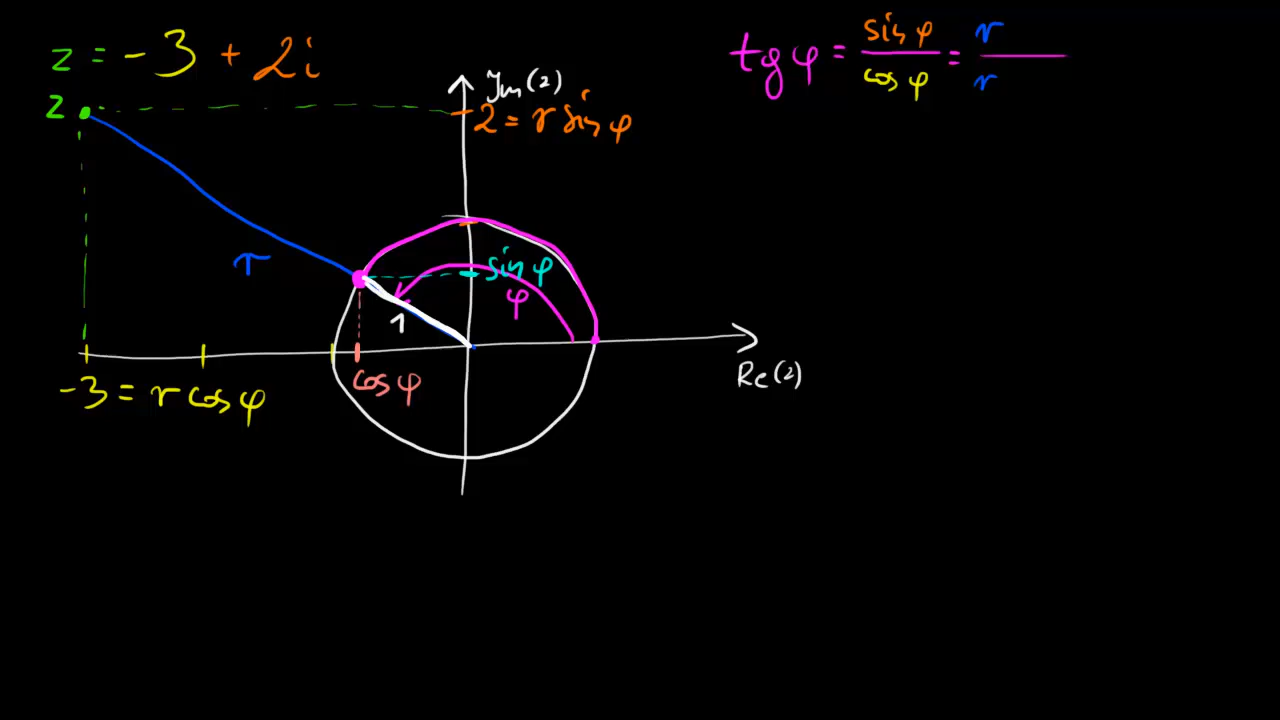 z = -3 + 2i
tg φ = sin φ / cos φ = r / r
Im(z)
z
2 = r sin φ
r
sin φ
φ
1
cos φ
Re(z)
-3 = r cos φ